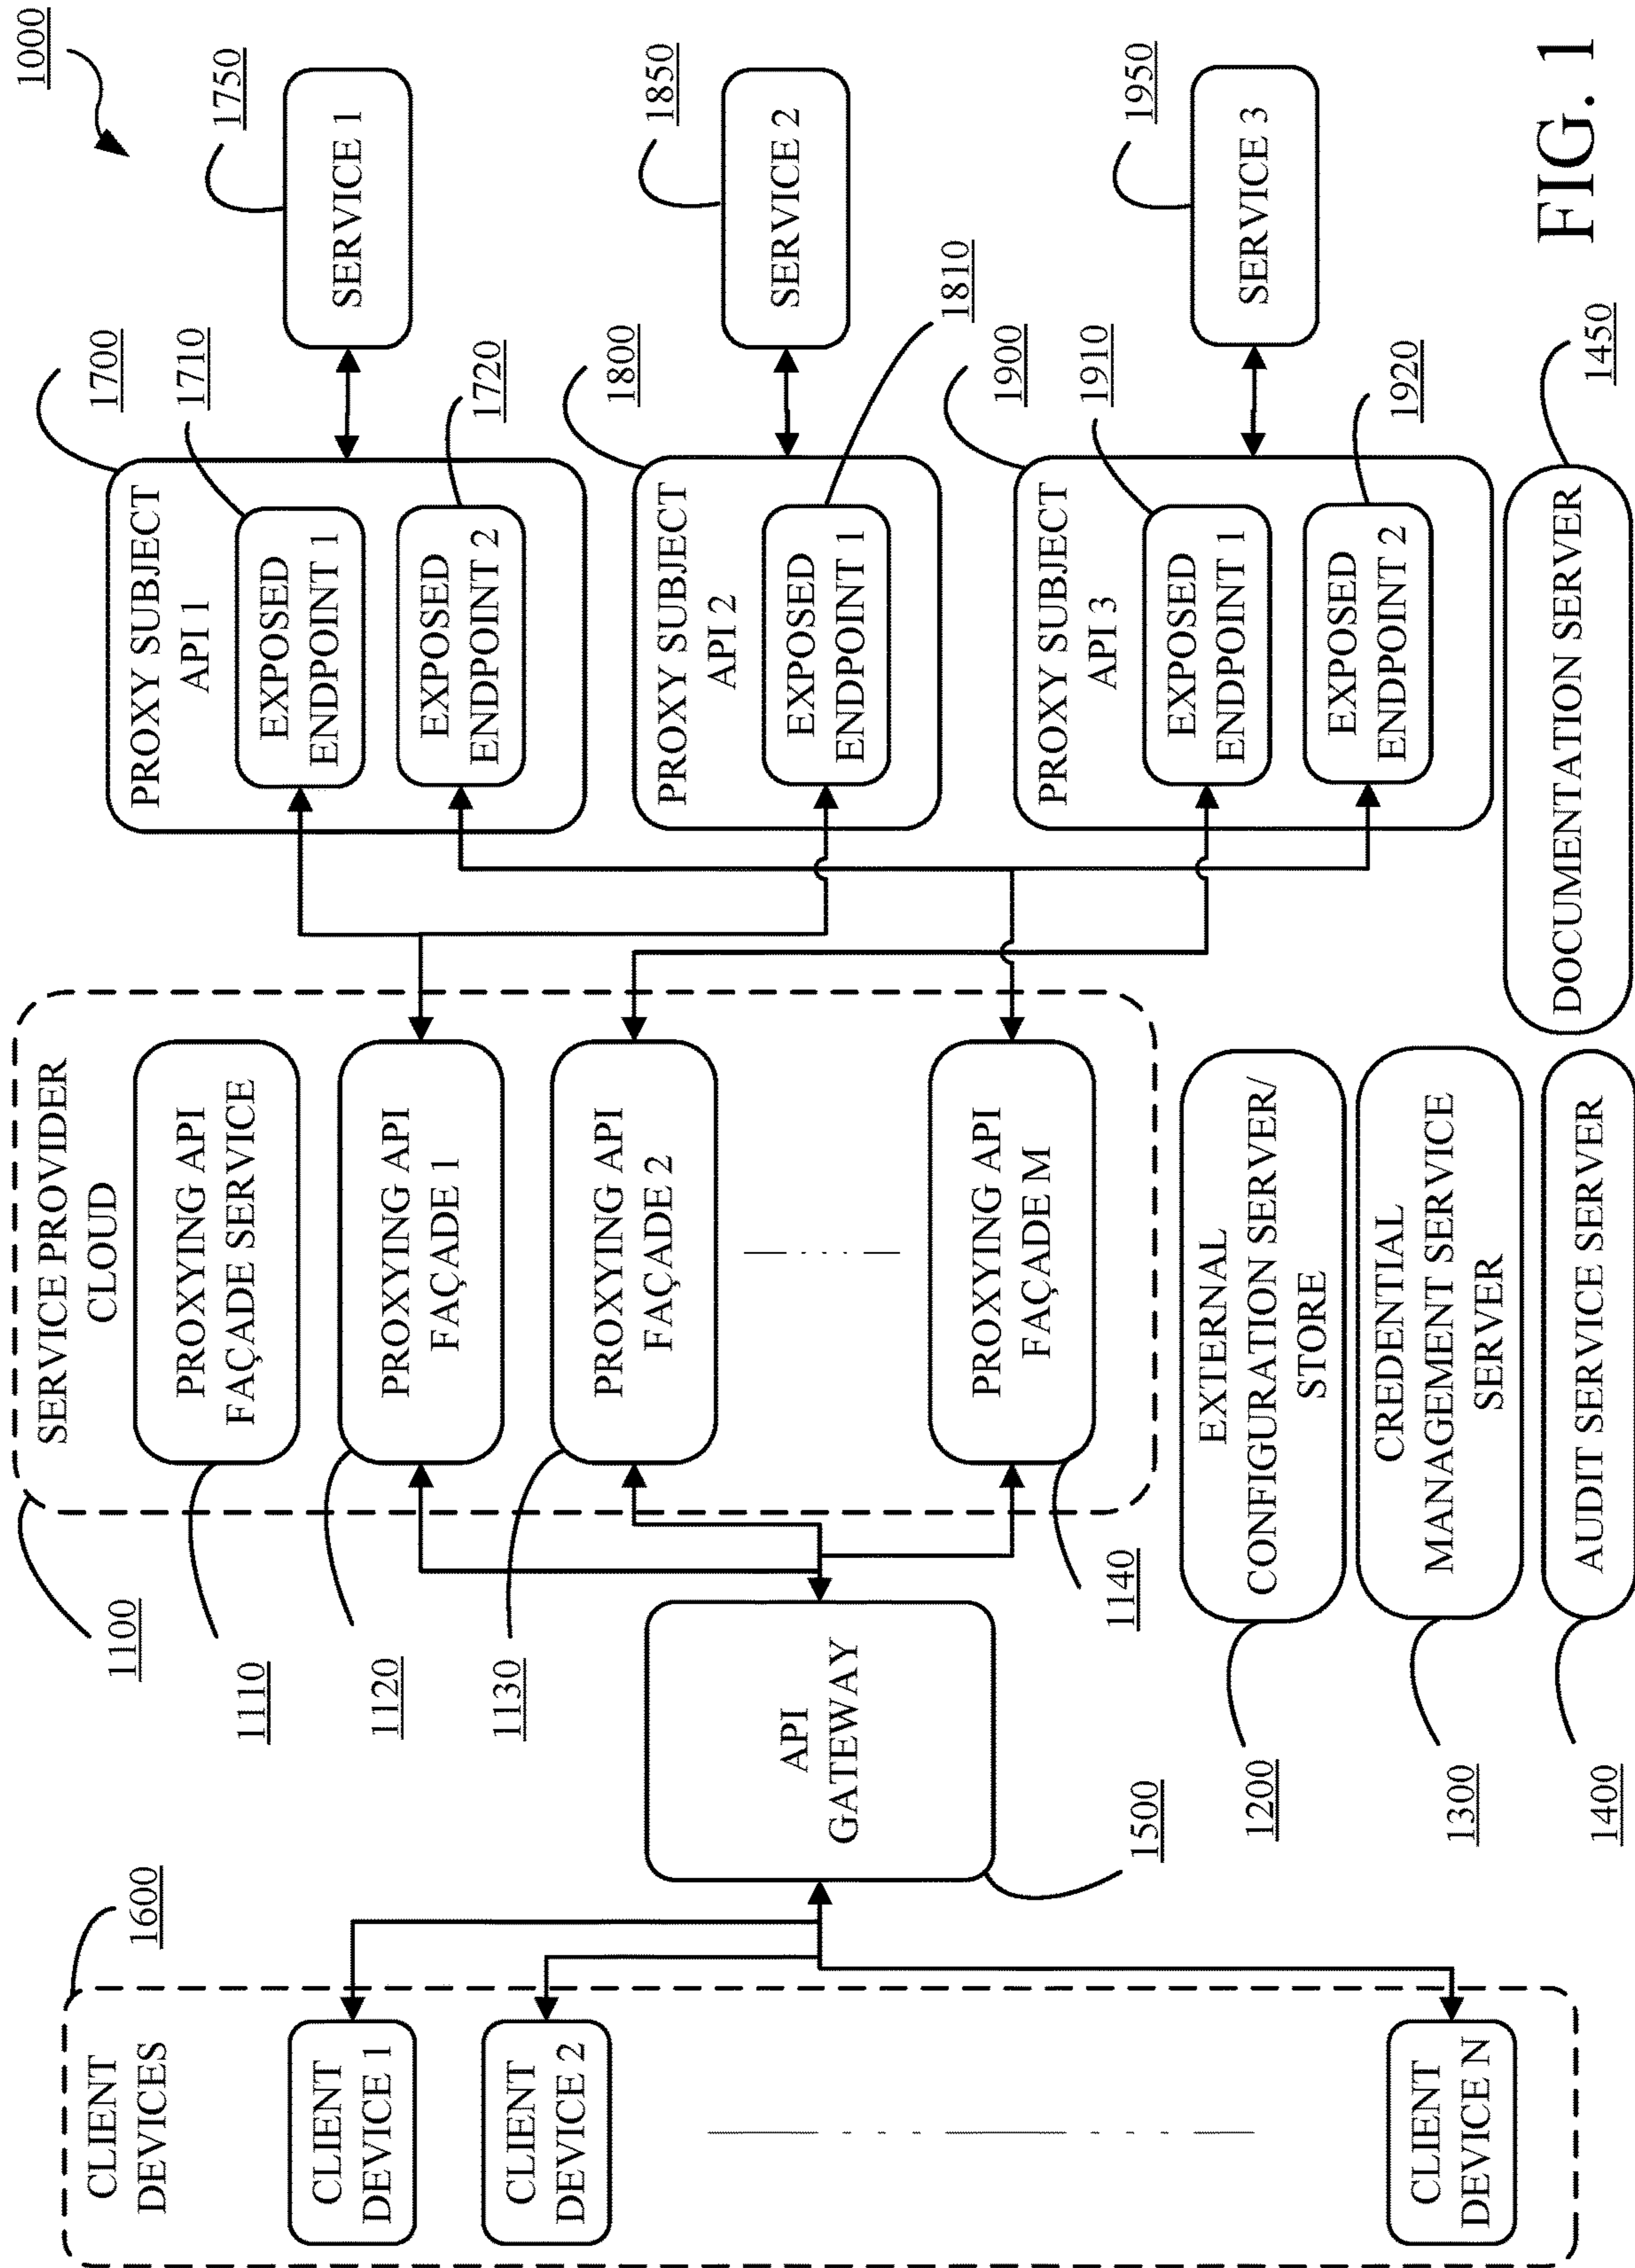 1000
CLIENT
DEVICES
1600
CLIENT
DEVICE 1
CLIENT
DEVICE 2
CLIENT
DEVICE N
API
GATEWAY
1500
SERVICE PROVIDER
CLOUD
1100
PROXYING API
FAÇADE SERVICE
1110
PROXYING API
FAÇADE 1
1120
PROXYING API
FAÇADE 2
1130
PROXYING API
FAÇADE M
1140
EXTERNAL
CONFIGURATION SERVER/
STORE
1200
CREDENTIAL
MANAGEMENT SERVICE
SERVER
1300
AUDIT SERVICE SERVER
1400
DOCUMENTATION SERVER
1450
PROXY SUBJECT
API 1
1700
EXPOSED
ENDPOINT 1
1710
EXPOSED
ENDPOINT 2
1720
SERVICE 1
1750
PROXY SUBJECT
API 2
1800
EXPOSED
ENDPOINT 1
1810
SERVICE 2
1850
PROXY SUBJECT
API 3
1900
EXPOSED
ENDPOINT 1
1910
EXPOSED
ENDPOINT 2
1920
SERVICE 3
1950
FIG. 1